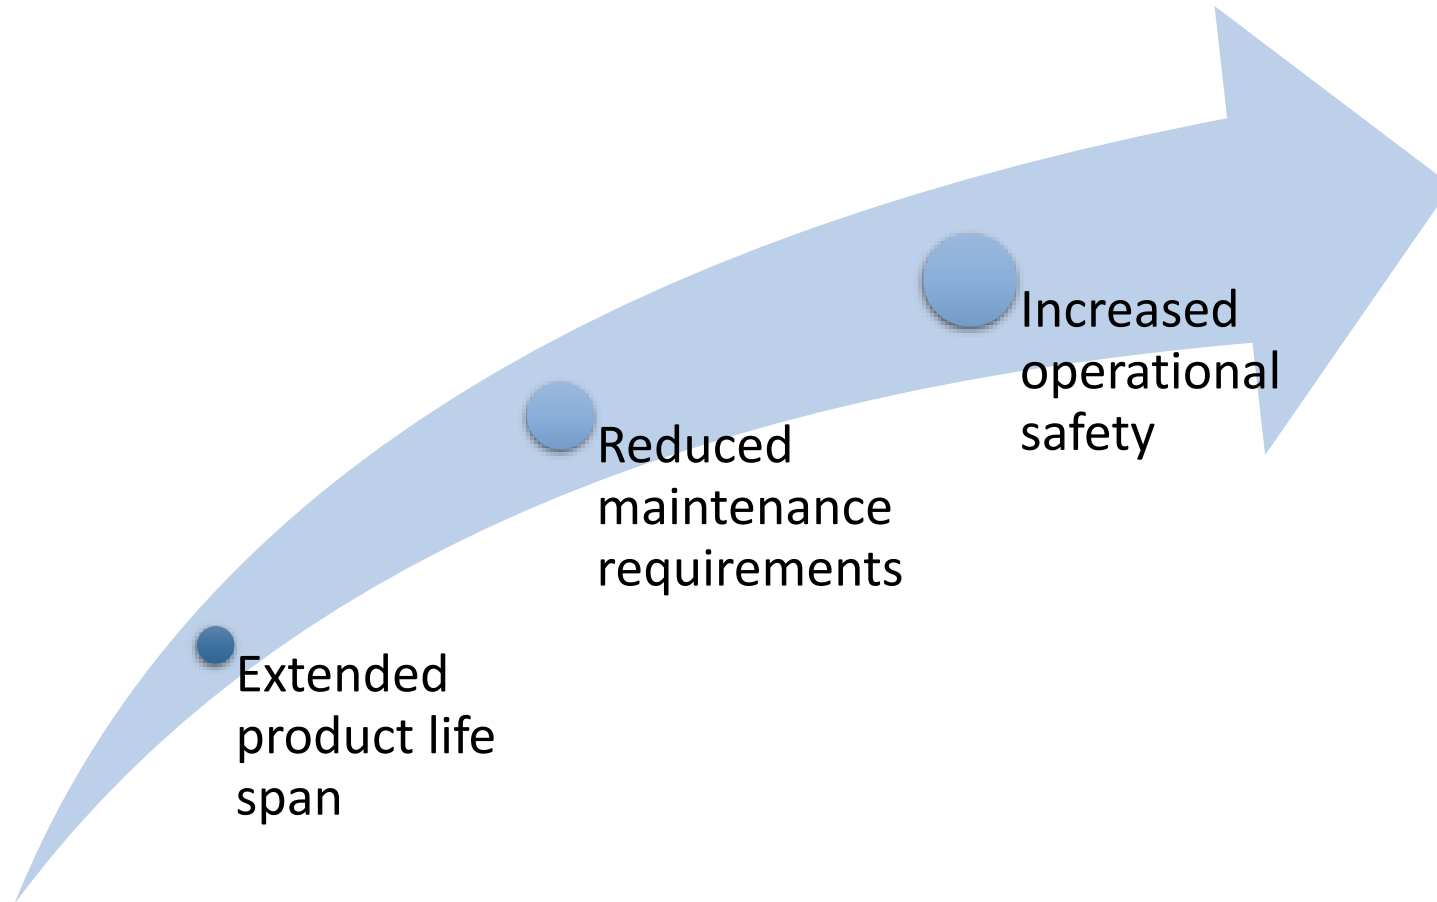 Increased
operational
safety
Reduced
maintenance
requirements
Extended
product life
span